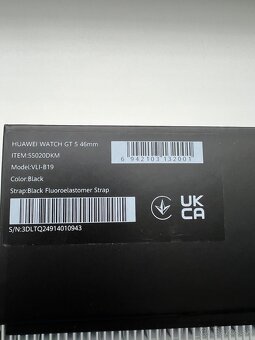 HUAWEI WATCH GT 5 46mm
ITEM:55020DKM
Model:VLI-B19
Color:Black
Strap:Black Fluoroelastomer Strap
6 942103 132001
UK
CA
S/N:3DLTQ24914010943